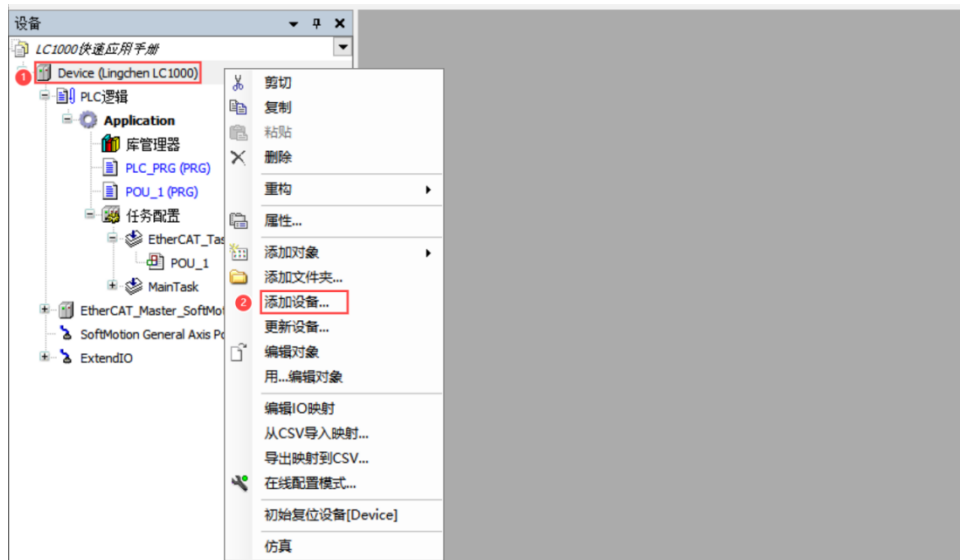 设备
LC1000快速应用手册
1 Device (Lingchen LC1000)
PLC逻辑
Application
库管理器
PLC_PRG (PRG)
POU_1 (PRG)
任务配置
EtherCAT_Tas
POU_1
MainTask
EtherCAT_Master_SoftMot
SoftMotion General Axis Po
ExtendIO
剪切
复制
粘贴
删除
重构
属性...
添加对象
添加文件夹...
2 添加设备...
更新设备...
编辑对象
用...编辑对象
编辑IO映射
从CSV导入映射...
导出映射到CSV...
在线配置模式...
初始复位设备[Device]
仿真